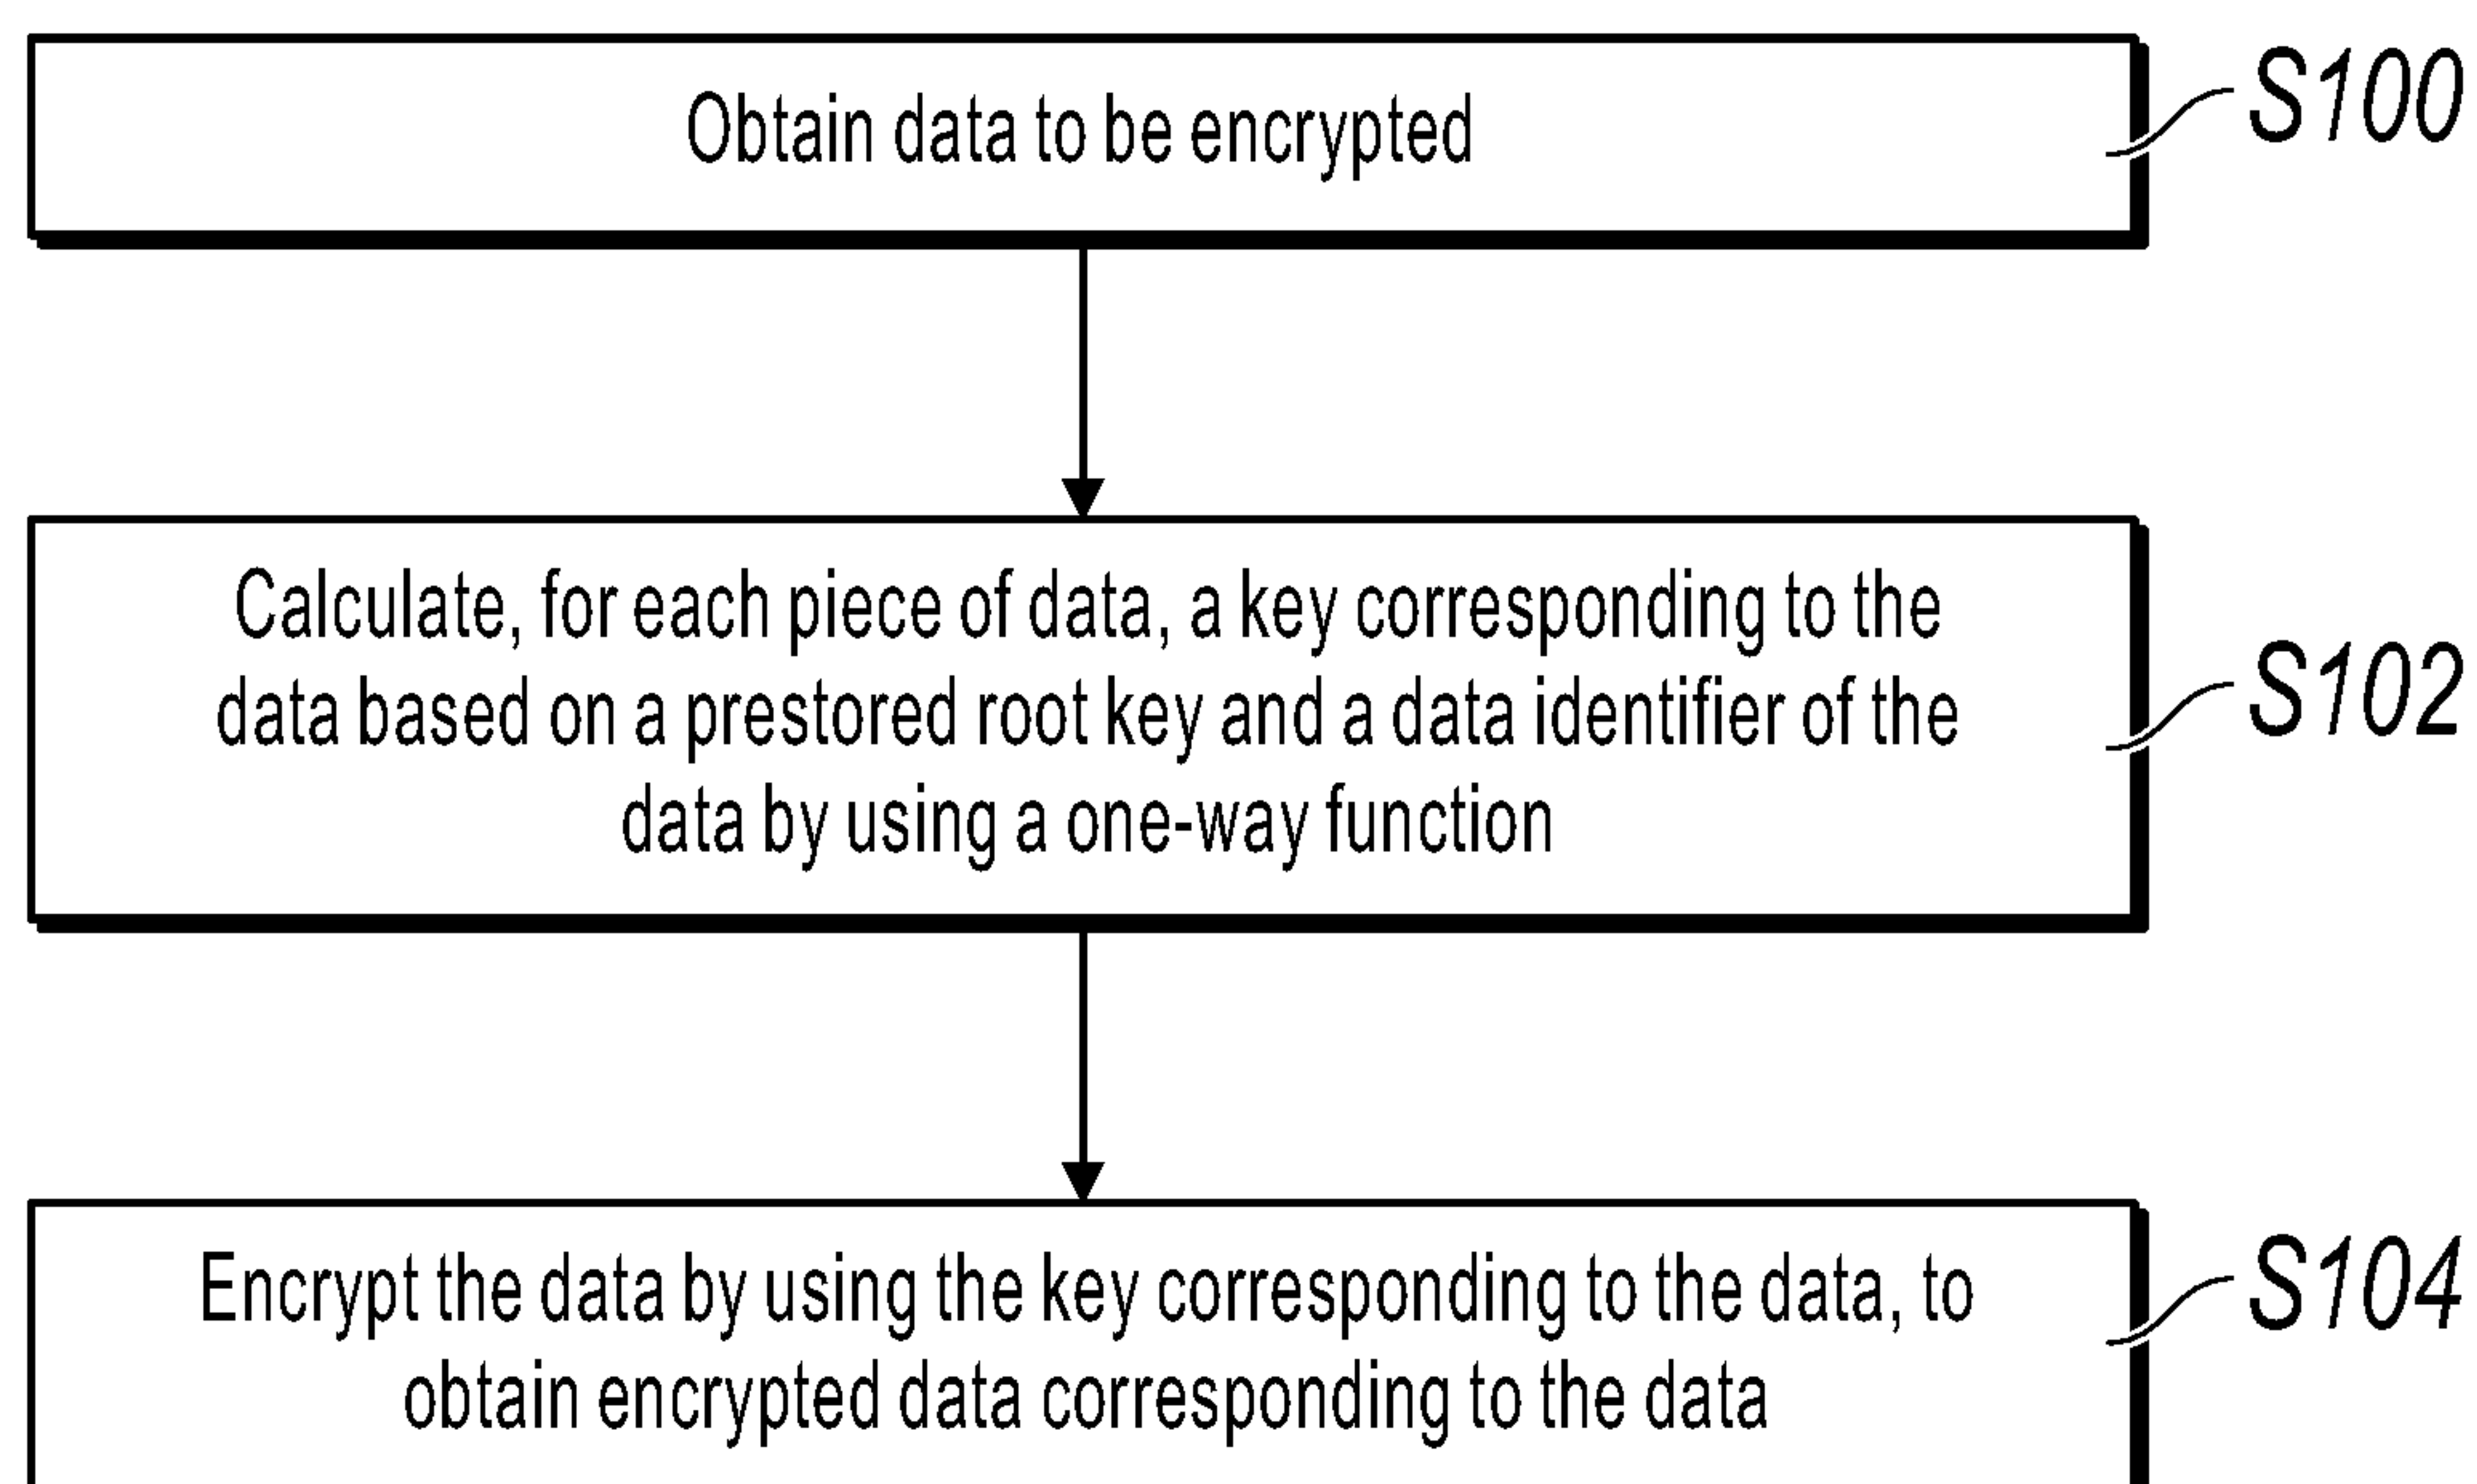 Obtain data to be encrypted
S100
Calculate, for each piece of data, a key corresponding to the
data based on a prestored root key and a data identifier of the
data by using a one-way function
S102
Encrypt the data by using the key corresponding to the data, to
obtain encrypted data corresponding to the data
S104